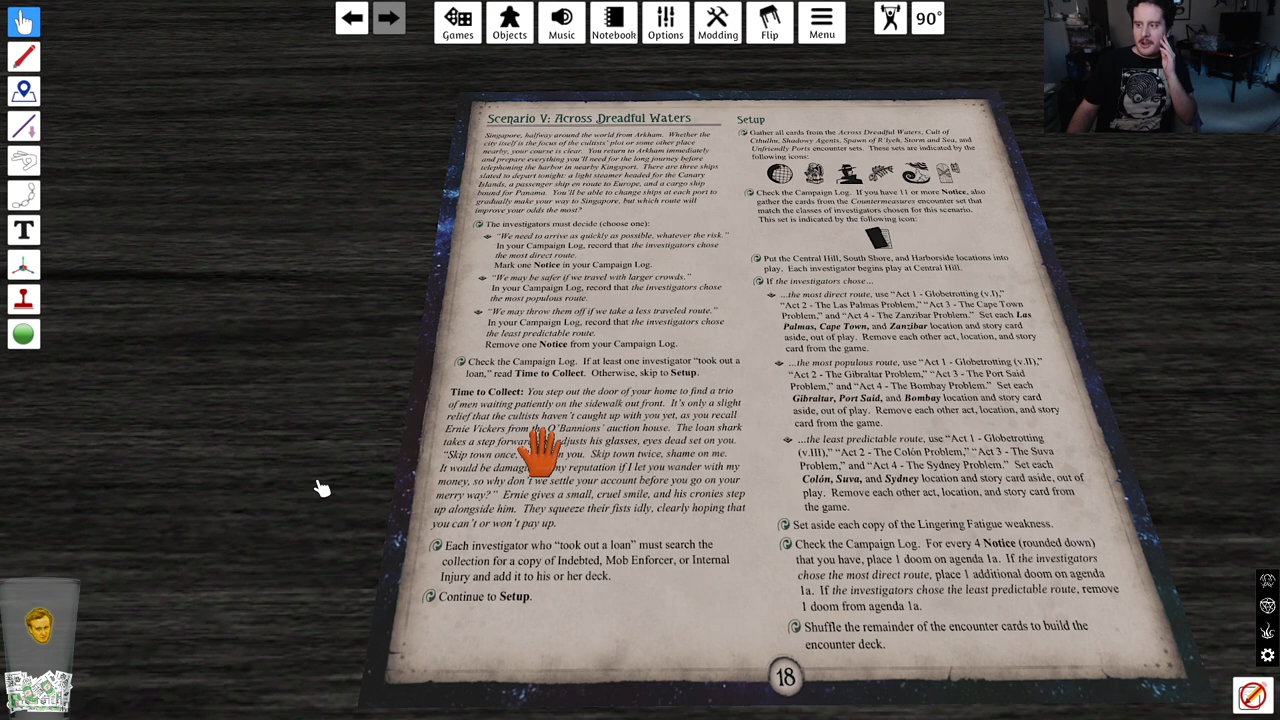 Games
Objects
Music
Notebook
Options
Modding
Flip
Menu
90°
T
Scenario V: Across Dreadful Waters
Singapore, halfway around the world from Arkham. Whether the
city itself is the focus of the cultists' plot or some other place
nearby, your course is clear. You return to Arkham immediately
and prepare everything you'll need for the long journey before
telephoning the harbor in nearby Kingsport. There are three ships
slated to depart tonight: a light steamer headed for the Canary
Islands, a passenger ship en route to Europe, and a cargo ship
bound for Panama. You'll be able to change ships at each port to
gradually make your way to Singapore, but which route will
improve your odds the most?
The investigators must decide (choose one):
"We need to arrive as quickly as possible, whatever the risk."
In your Campaign Log, record that the investigators chose
the most direct route.
Mark one Notice in your Campaign Log.
"We may be safer if we travel with larger crowds."
In your Campaign Log, record that the investigators chose
the most populous route.
"We may throw them off if we take a less traveled route."
In your Campaign Log, record that the investigators chose
the least predictable route.
Remove one Notice from your Campaign Log.
Check the Campaign Log. If at least one investigator "took out a
loan," read Time to Collect. Otherwise, skip to Setup.
Time to Collect: You step out the door of your home to find a trio
of men waiting patiently on the sidewalk out front. It's only a slight
relief that the cultists haven't caught up with you yet, as you recall
Ernie Vickers from the O'Bannions' auction house. The loan shark
takes a step forward adjusts his glasses, eyes dead set on you.
"Skip town once, on you. Skip town twice, shame on me.
It would be damag my reputation if I let you wander with my
money, so why don't we settle your account before you go on your
merry way?" Ernie gives a small, cruel smile, and his cronies step
up alongside him. They squeeze their fists idly, clearly hoping that
you can't or won't pay up.
Each investigator who "took out a loan" must search the
collection for a copy of Indebted, Mob Enforcer, or Internal
Injury and add it to his or her deck.
Continue to Setup.
Setup
Gather all cards from the Across Dreadful Waters, Cult of
Cthulhu, Shadowy Agents, Spawn of R'lyeh, Storm and Sea, and
Unfriendly Ports encounter sets. These sets are indicated by the
following icons:
Check the Campaign Log. If you have 11 or more Notice, also
gather the cards from the Countermeasures encounter set that
match the classes of investigators chosen for this scenario.
This set is indicated by the following icon:
Put the Central Hill, South Shore, and Harborside locations into
play. Each investigator begins play at Central Hill.
If the investigators chose...
...the most direct route, use "Act 1 - Globetrotting (v.I),"
"Act 2 - The Las Palmas Problem," "Act 3 - The Cape Town
Problem," and "Act 4 - The Zanzibar Problem." Set each Las
Palmas, Cape Town, and Zanzibar location and story card
aside, out of play. Remove each other act, location, and story
card from the game.
...the most populous route, use "Act 1 - Globetrotting (v.II),"
"Act 2 - The Gibraltar Problem," "Act 3 - The Port Said
Problem," and "Act 4 - The Bombay Problem." Set each
Gibraltar, Port Said, and Bombay location and story card
aside, out of play. Remove each other act, location, and story
card from the game.
...the least predictable route, use "Act 1 - Globetrotting
(v.III)," "Act 2 - The Colón Problem," "Act 3 - The Suva
Problem," and "Act 4 - The Sydney Problem." Set each
Colón, Suva, and Sydney location and story card aside, out of
play. Remove each other act, location, and story card from
the game.
Set aside each copy of the Lingering Fatigue weakness.
Check the Campaign Log. For every 4 Notice (rounded down)
that you have, place 1 doom on agenda 1a. If the investigators
chose the most direct route, place 1 additional doom on agenda
1a. If the investigators chose the least predictable route, remove
1 doom from agenda 1a.
Shuffle the remainder of the encounter cards to build the
encounter deck.
18